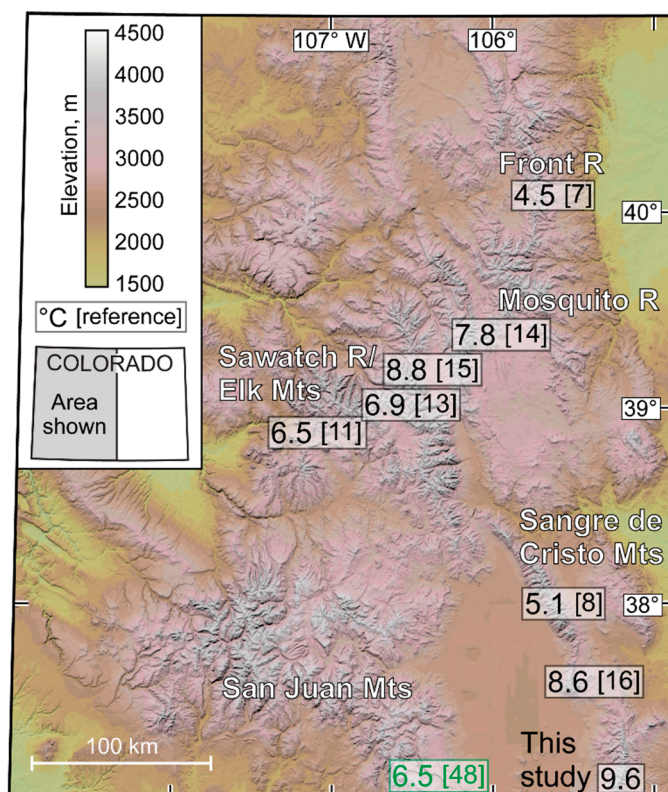 107° W
106°
4500
4000
3500
3000
2500
2000
1500
Elevation, m
°C [reference]
COLORADO
Area
shown
Front R
4.5 [7]
40°
Mosquito R
7.8 [14]
Sawatch R/
Elk Mts
8.8 [15]
6.9 [13]
6.5 [11]
39°
Sangre de
Cristo Mts
5.1 [8]
38°
8.6 [16]
San Juan Mts
100 km
6.5 [48]
This
study 9.6